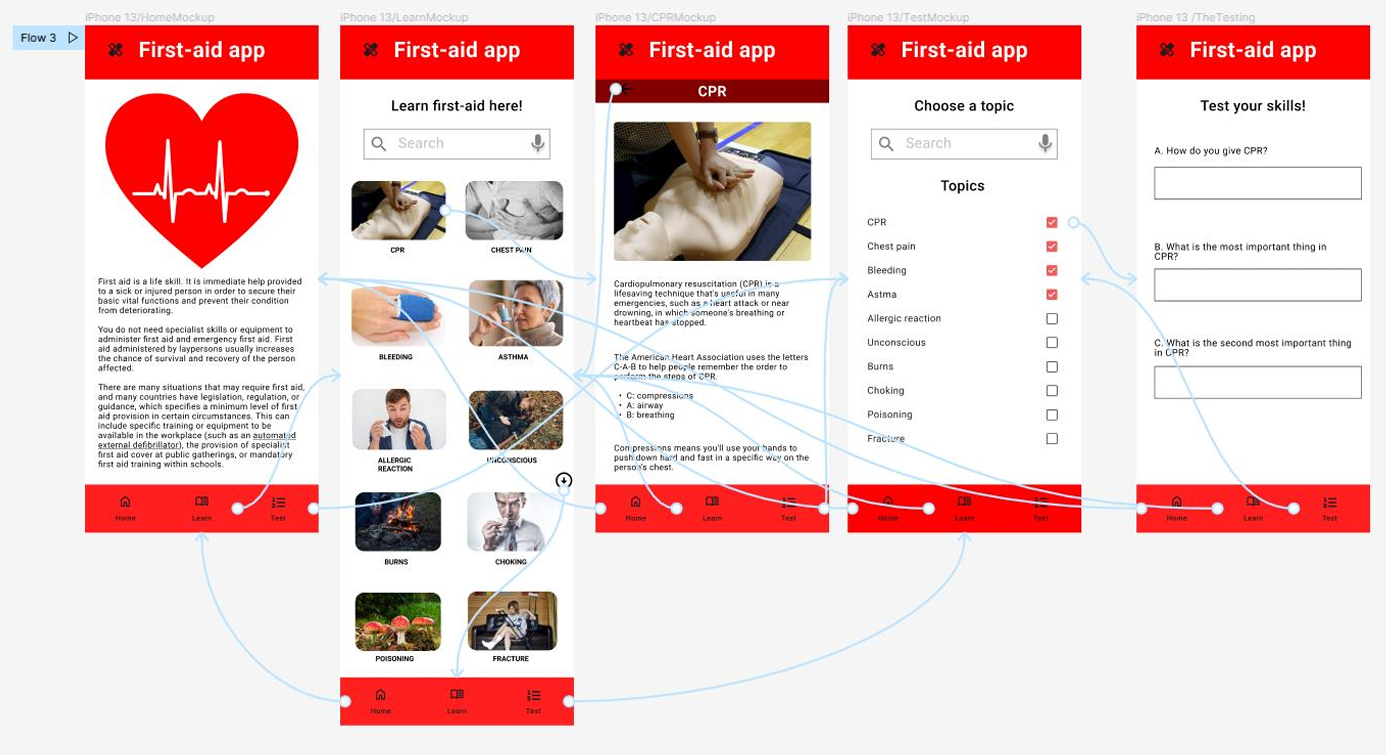 iPhone 13/HomeMockup
iPhone 13/LearnMockup
iPhone 13/CPRMockup
iPhone 13/TestMockup
iPhone 13 /TheTesting
Flow 3
First-aid app
First aid is a life skill. It is immediate help provided
to a sick or injured person in order to secure their
basic vital functions and prevent their condition
from deteriorating.
You do not need specialist skills or equipment to
administer first aid and emergency first aid. First
aid administered by laypersons usually increases
the chance of survival and recovery of the person
affected.
There are many situations that may require first aid,
and many countries have legislation, regulation, or
guidance, which specifies a minimum level of first
aid provision in certain circumstances. This can
include specific training or equipment to be
available in the workplace (such as an automated
external defibrillator), the provision of specialist
first aid cover at public gatherings, or mandatory
first aid training within schools.
Home
Learn
Test
First-aid app
Learn first-aid here!
Search
CPR
CHEST PAIN
BLEEDING
ASTHMA
ALLERGIC
REACTION
UNCONSCIOUS
BURNS
CHOKING
POISONING
FRACTURE
Home
Learn
Test
First-aid app
CPR
Cardiopulmonary resuscitation (CPR) is a
lifesaving technique that's useful in many
emergencies, such as a heart attack or near
drowning, in which someone's breathing or
heartbeat has stopped.
The American Heart Association uses the letters
C-A-B to help people remember the order to
perform the steps of CPR.
• C: compressions
• A: airway
• B: breathing
Compressions means you'll use your hands to
push down hard and fast in a specific way on the
person's chest.
Home
Learn
Test
First-aid app
Choose a topic
Search
Topics
CPR
Chest pain
Bleeding
Astma
Allergic reaction
Unconscious
Burns
Choking
Poisoning
Fracture
Home
Learn
Test
First-aid app
Test your skills!
A. How do you give CPR?
B. What is the most important thing in
CPR?
C. What is the second most important thing
in CPR?
Home
Learn
Test